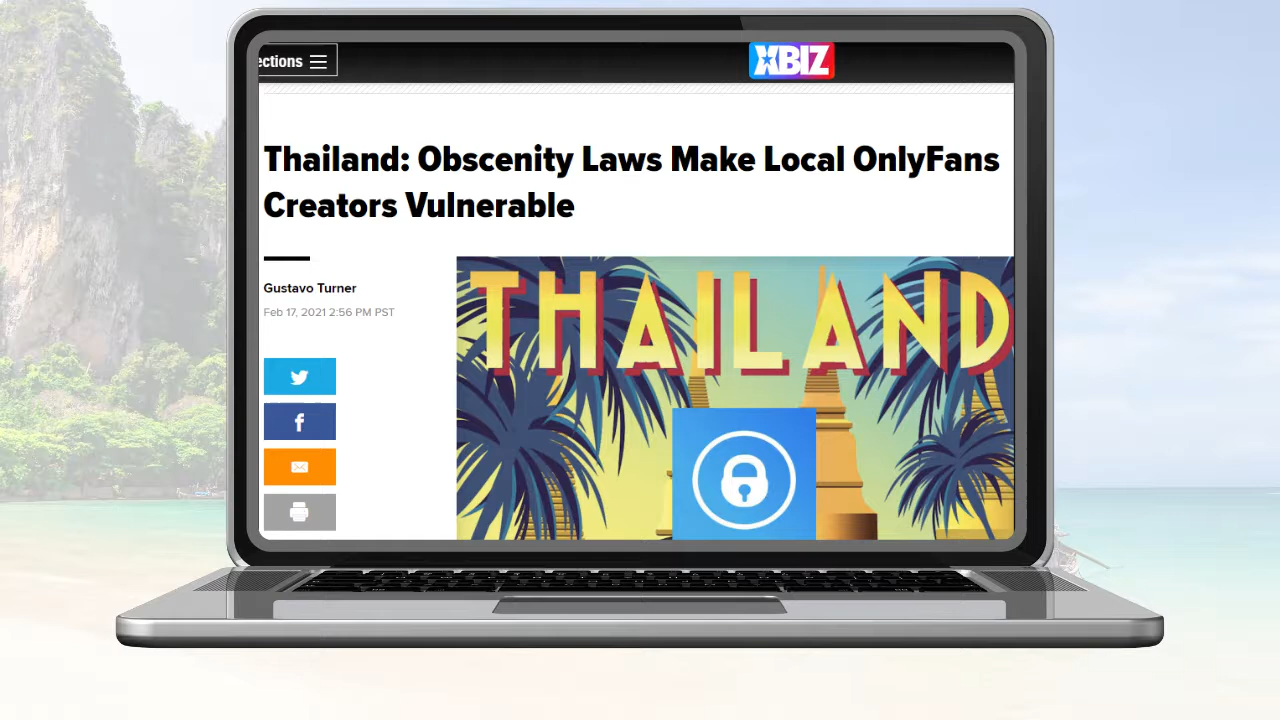 ections
XBIZ
Thailand: Obscenity Laws Make Local OnlyFans
Creators Vulnerable
Gustavo Turner
Feb 17, 2021 2:56 PM PST
THAILAND